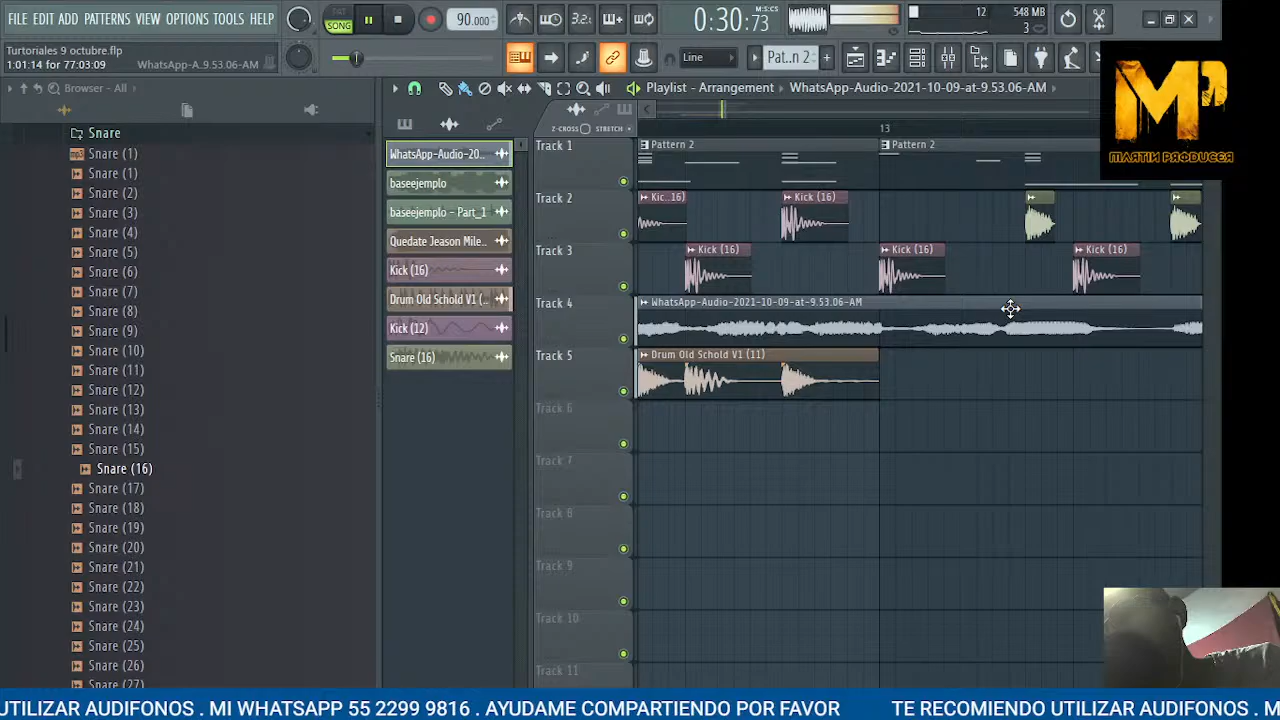 FILE EDIT ADD PATTERNS VIEW OPTIONS TOOLS HELP
PAT
SONG
90.000
3.2
0:30:73
M:S:CS
12
548 MB
3
Turtoriales 9 octubre.flp
1:01:14 for 77:03:09
WhatsApp-A_9.53.06-AM
Line
Pat..n 2
Browser - All
Playlist - Arrangement
WhatsApp-Audio-2021-10-09-at-9.53.06-AM
Z-CROSS
STRETCH
13
Snare
Snare (1)
Snare (1)
Snare (2)
Snare (3)
Snare (4)
Snare (5)
Snare (6)
Snare (7)
Snare (8)
Snare (9)
Snare (10)
Snare (11)
Snare (12)
Snare (13)
Snare (14)
Snare (15)
Snare (16)
Snare (17)
Snare (18)
Snare (19)
Snare (20)
Snare (21)
Snare (22)
Snare (23)
Snare (24)
Snare (25)
Snare (26)
Snare (27)
WhatsApp-Audio-20..
baseejemplo
baseejemplo - Part_1
Quedate Jeason Mile..
Kick (16)
Drum Old Schold V1 (..
Kick (12)
Snare (16)
Track 1
Pattern 2
Pattern 2
Track 2
Kic..16)
Kick (16)
Track 3
Kick (16)
Kick (16)
Kick (16)
Track 4
WhatsApp-Audio-2021-10-09-at-9.53.06-AM
Track 5
Drum Old Schold V1 (11)
Track 6
Track 7
Track 8
Track 9
Track 10
Track 11
MP
MARTIN PRODUCER
UTILIZAR AUDIFONOS . MI WHATSAPP 55 2299 9816 . AYUDAME COMPARTIENDO POR FAVOR
TE RECOMIENDO UTILIZAR AUDIFONOS . M